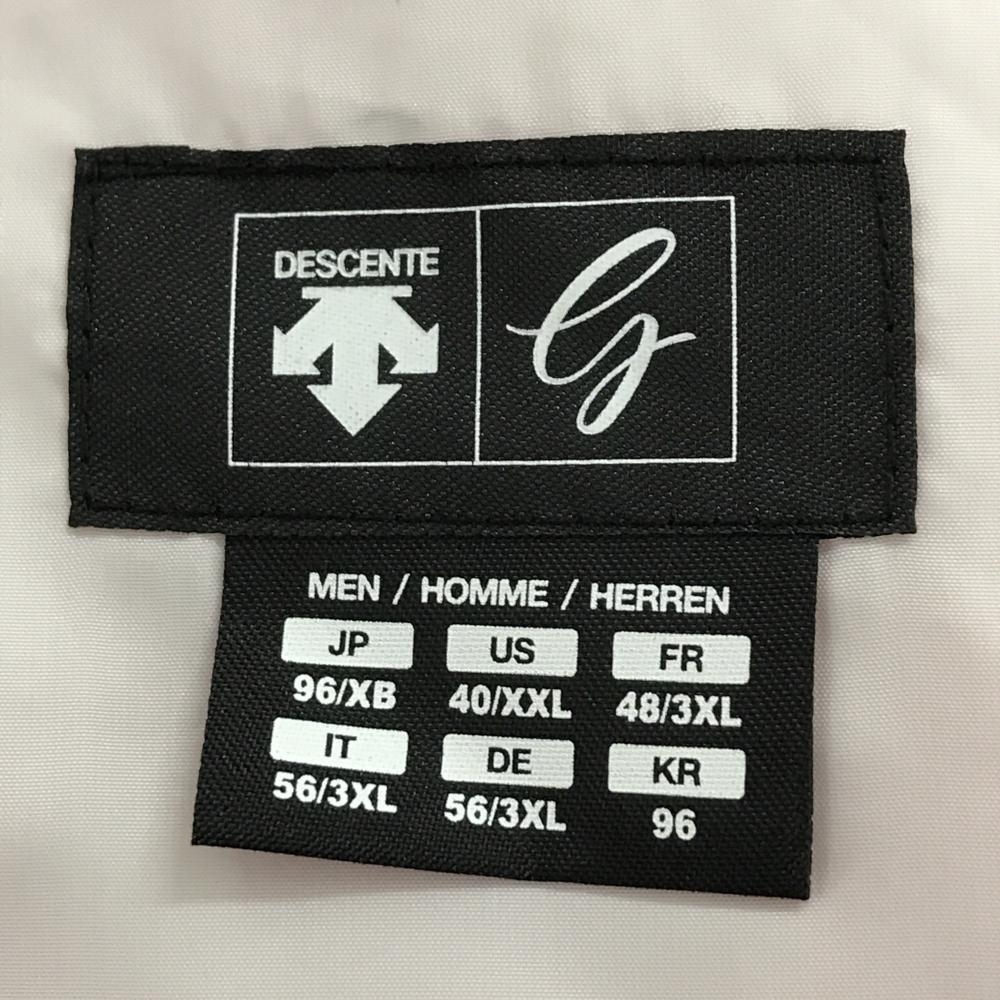 DESCENTE
G
MEN / HOMME / HERREN
JP US FR
96/XB 40/XXL 48/3XL
IT DE KR
56/3XL 56/3XL 96